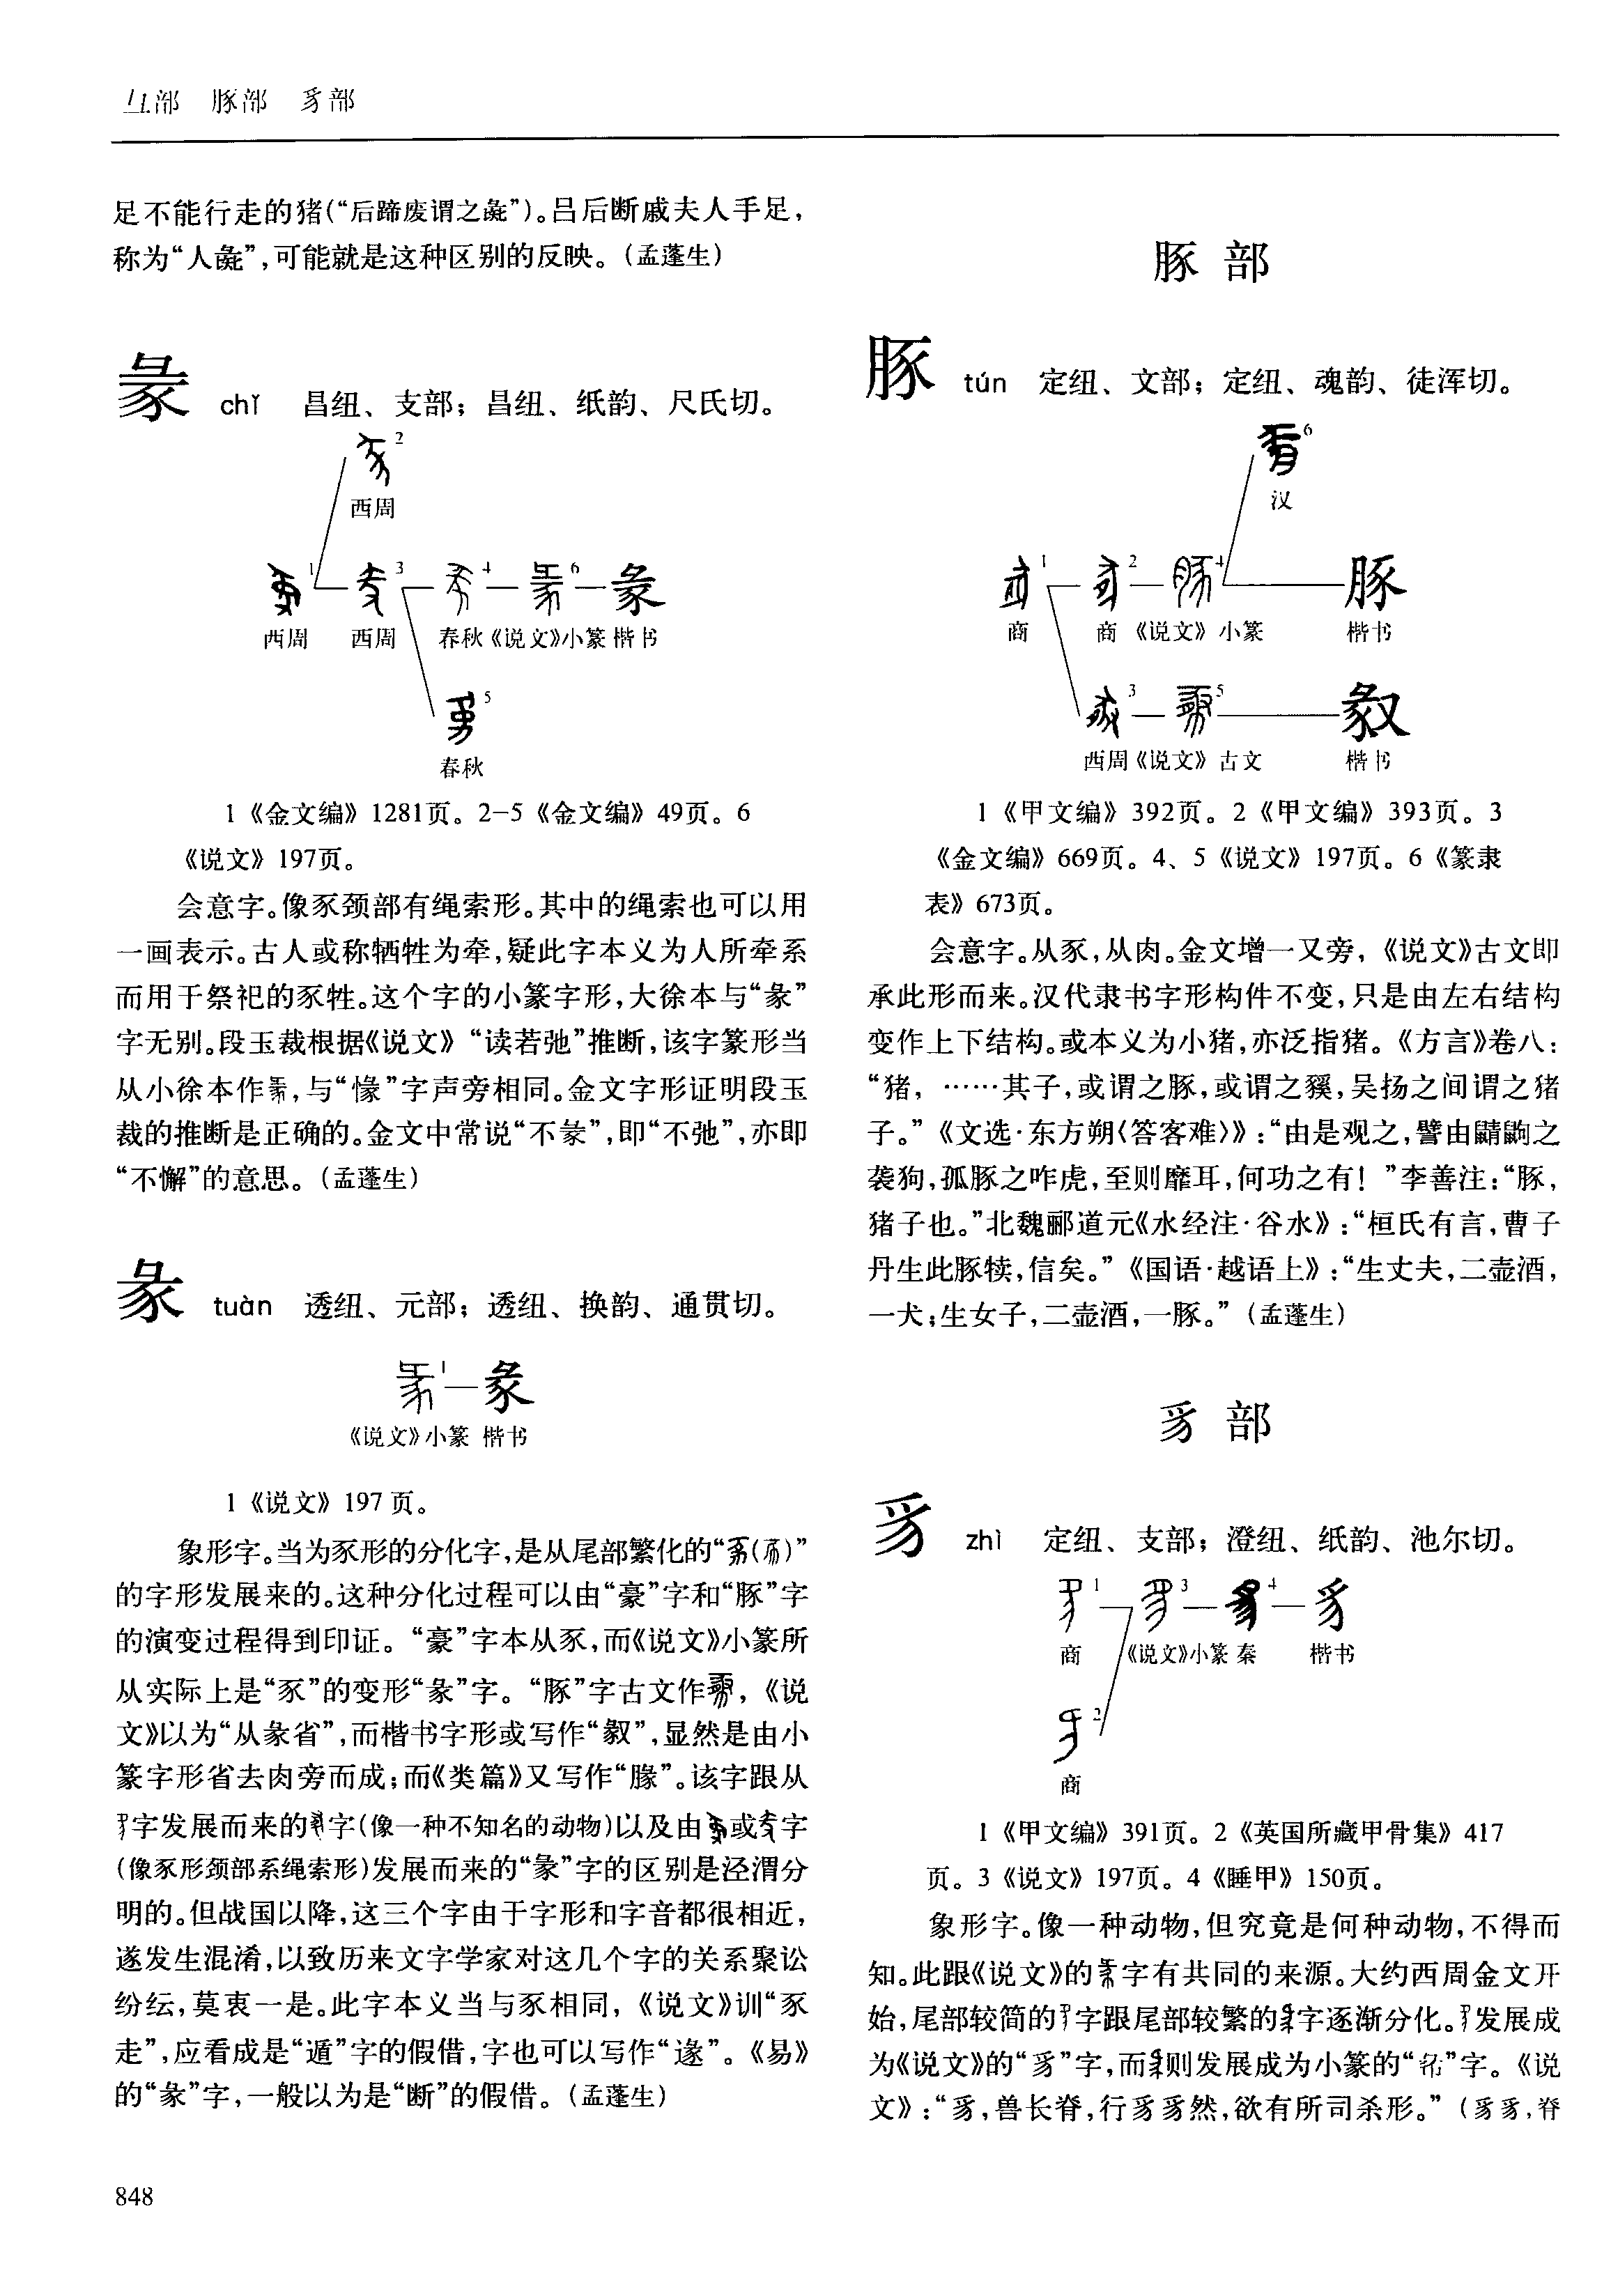 彑部 豚部 豸部
足不能行走的猪(“后蹄废谓之彘”)。吕后断戚夫人手足,
称为“人彘”,可能就是这种区别的反映。(孟蓬生)
彖 chǐ 昌纽、支部;昌纽、纸韵、尺氏切。
2
西周
1 3 4 6 彖
西周 西周 春秋《说文》小篆 楷书
5
春秋
1《金文编》1281页。2-5《金文编》49页。6
《说文》197页。
会意字。像豕颈部有绳索形。其中的绳索也可以用
一画表示。古人或称牺牲为牵,疑此字本义为人所牵系
而用于祭祀的豕牲。这个字的小篆字形,大徐本与“彖”
字无别。段玉裁根据《说文》“读若弛”推断,该字篆形当
从小徐本作,与“”字声旁相同。金文字形证明段玉
裁的推断是正确的。金文中常说“不”,即“不弛”,亦即
“不懈”的意思。(孟蓬生)
彖 tuàn 透纽、元部;透纽、换韵、通贯切。
1 彖
《说文》小篆 楷书
1《说文》197页。
象形字。当为豕形的分化字,是从尾部繁化的“()”
的字形发展来的。这种分化过程可以由“豪”字和“豚”字
的演变过程得到印证。“豪”字本从豕,而《说文》小篆所
从实际上是“豕”的变形“彖”字。“豚”字古文作,《说
文》以为“从彖省”,而楷书字形或写作“”,显然是由小
篆字形省去肉旁而成;而《类篇》又写作“腞”。该字跟从
字发展而来的字(像一种不知名的动物)以及由或字
(像豕形颈部系绳索形)发展而来的“”字的区别是泾渭分
明的。但战国以降,这三个字由于字形和字音都很相近,
遂发生混淆,以致历来文字学家对这几个字的关系聚讼
纷纭,莫衷一是。此字本义当与豕相同,《说文》训“豕
走”,应看成是“遁”字的假借,字也可以写作“遂”。《易》
的“彖”字,一般以为是“断”的假借。(孟蓬生)
848
豚部
豚 tún 定纽、文部;定纽、魂韵、徒浑切。
6
汉
1 2 4 豚
商 商 《说文》小篆 楷书
3 5
西周《说文》古文 楷书
1《甲文编》392页。2《甲文编》393页。3
《金文编》669页。4、5《说文》197页。6《篆隶
表》673页。
会意字。从豕,从肉。金文增一又旁,《说文》古文即
承此形而来。汉代隶书字形构件不变,只是由左右结构
变作上下结构。或本义为小猪,亦泛指猪。《方言》卷八:
“猪,……其子,或谓之豚,或谓之豯,吴扬之间谓之猪
子。”《文选·东方朔〈答客难〉》:“由是观之,譬由鼱鼩之
袭狗,孤豚之咋虎,至则靡耳,何功之有!”李善注:“豚,
猪子也。”北魏郦道元《水经注·谷水》:“桓氏有言,曹子
丹生此豚犊,信矣。”《国语·越语上》:“生丈夫,二壶酒,
一犬;生女子,二壶酒,一豚。”(孟蓬生)
豸部
豸 zhì 定纽、支部;澄纽、纸韵、池尔切。
1 3 4 豸
商 《说文》小篆 秦 楷书
2
商
1《甲文编》391页。2《英国所藏甲骨集》417
页。3《说文》197页。4《睡甲》150页。
象形字。像一种动物,但究竟是何种动物,不得而
知。此跟《说文》的字有共同的来源。大约西周金文开
始,尾部较简的字跟尾部较繁的字逐渐分化。发展成
为《说文》的“豸”字,而则发展成为小篆的“”字。《说
文》:“豸,兽长脊,行豸豸然,欲有所司杀形。”(豸豸,脊